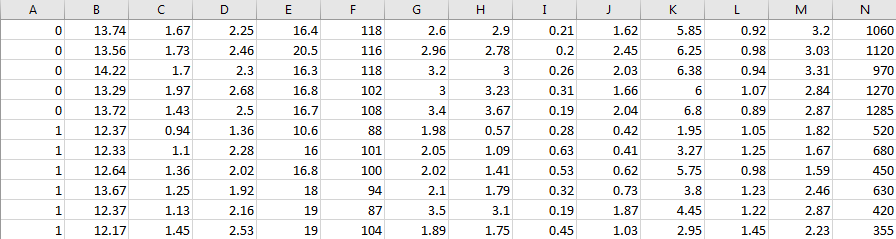 A B C D E F G H I J K L M N
0 13.74 1.67 2.25 16.4 118 2.6 2.9 0.21 1.62 5.85 0.92 3.2 1060
0 13.56 1.73 2.46 20.5 116 2.96 2.78 0.2 2.45 6.25 0.98 3.03 1120
0 14.22 1.7 2.3 16.3 118 3.2 3 0.26 2.03 6.38 0.94 3.31 970
0 13.29 1.97 2.68 16.8 102 3 3.23 0.31 1.66 6 1.07 2.84 1270
0 13.72 1.43 2.5 16.7 108 3.4 3.67 0.19 2.04 6.8 0.89 2.87 1285
1 12.37 0.94 1.36 10.6 88 1.98 0.57 0.28 0.42 1.95 1.05 1.82 520
1 12.33 1.1 2.28 16 101 2.05 1.09 0.63 0.41 3.27 1.25 1.67 680
1 12.64 1.36 2.02 16.8 100 2.02 1.41 0.53 0.62 5.75 0.98 1.59 450
1 13.67 1.25 1.92 18 94 2.1 1.79 0.32 0.73 3.8 1.23 2.46 630
1 12.37 1.13 2.16 19 87 3.5 3.1 0.19 1.87 4.45 1.22 2.87 420
1 12.17 1.45 2.53 19 104 1.89 1.75 0.45 1.03 2.95 1.45 2.23 355